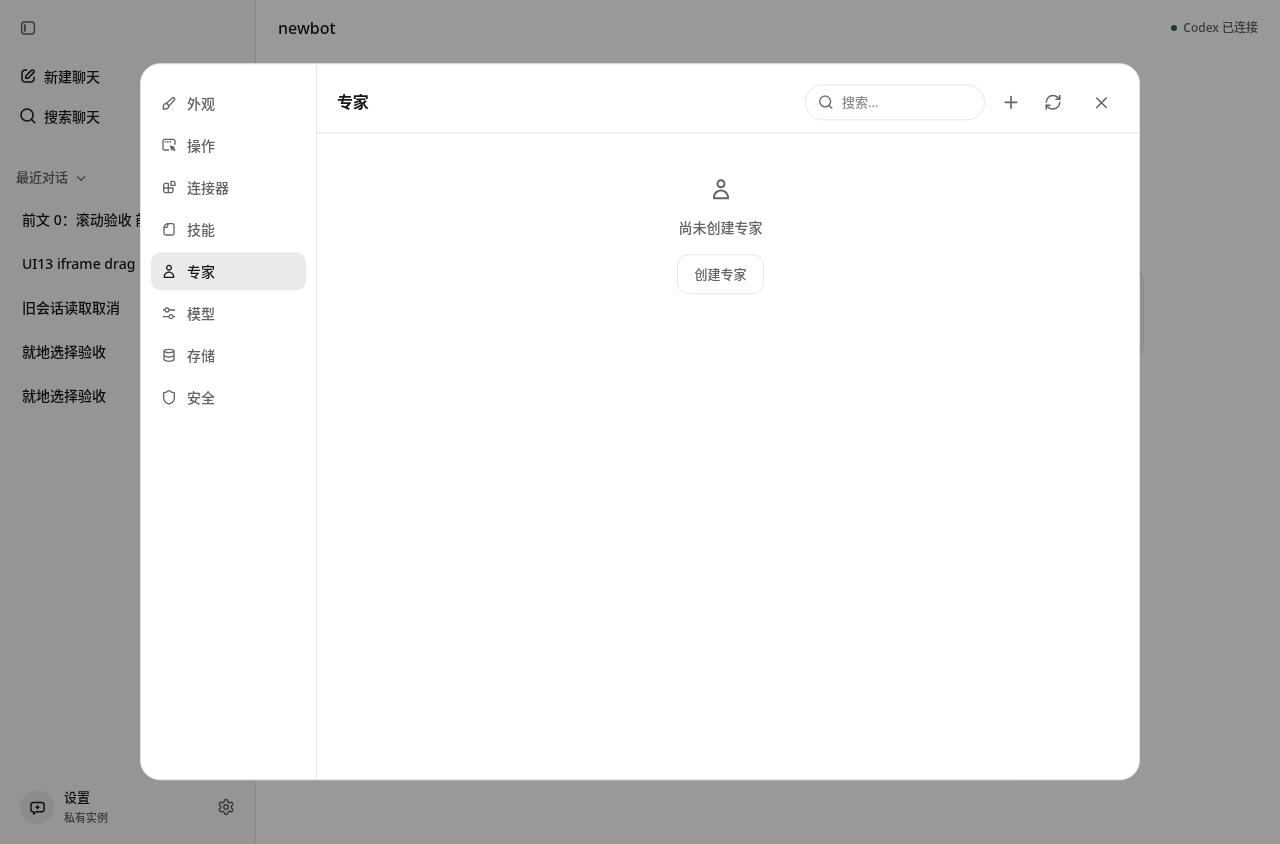 newbot
Codex 已连接
新建聊天
搜索聊天
最近对话
前文 0：滚动验收
UI13 iframe drag
旧会话读取取消
就地选择验收
就地选择验收
设置
私有实例
外观
操作
连接器
技能
专家
模型
存储
安全
专家
搜索...
尚未创建专家
创建专家